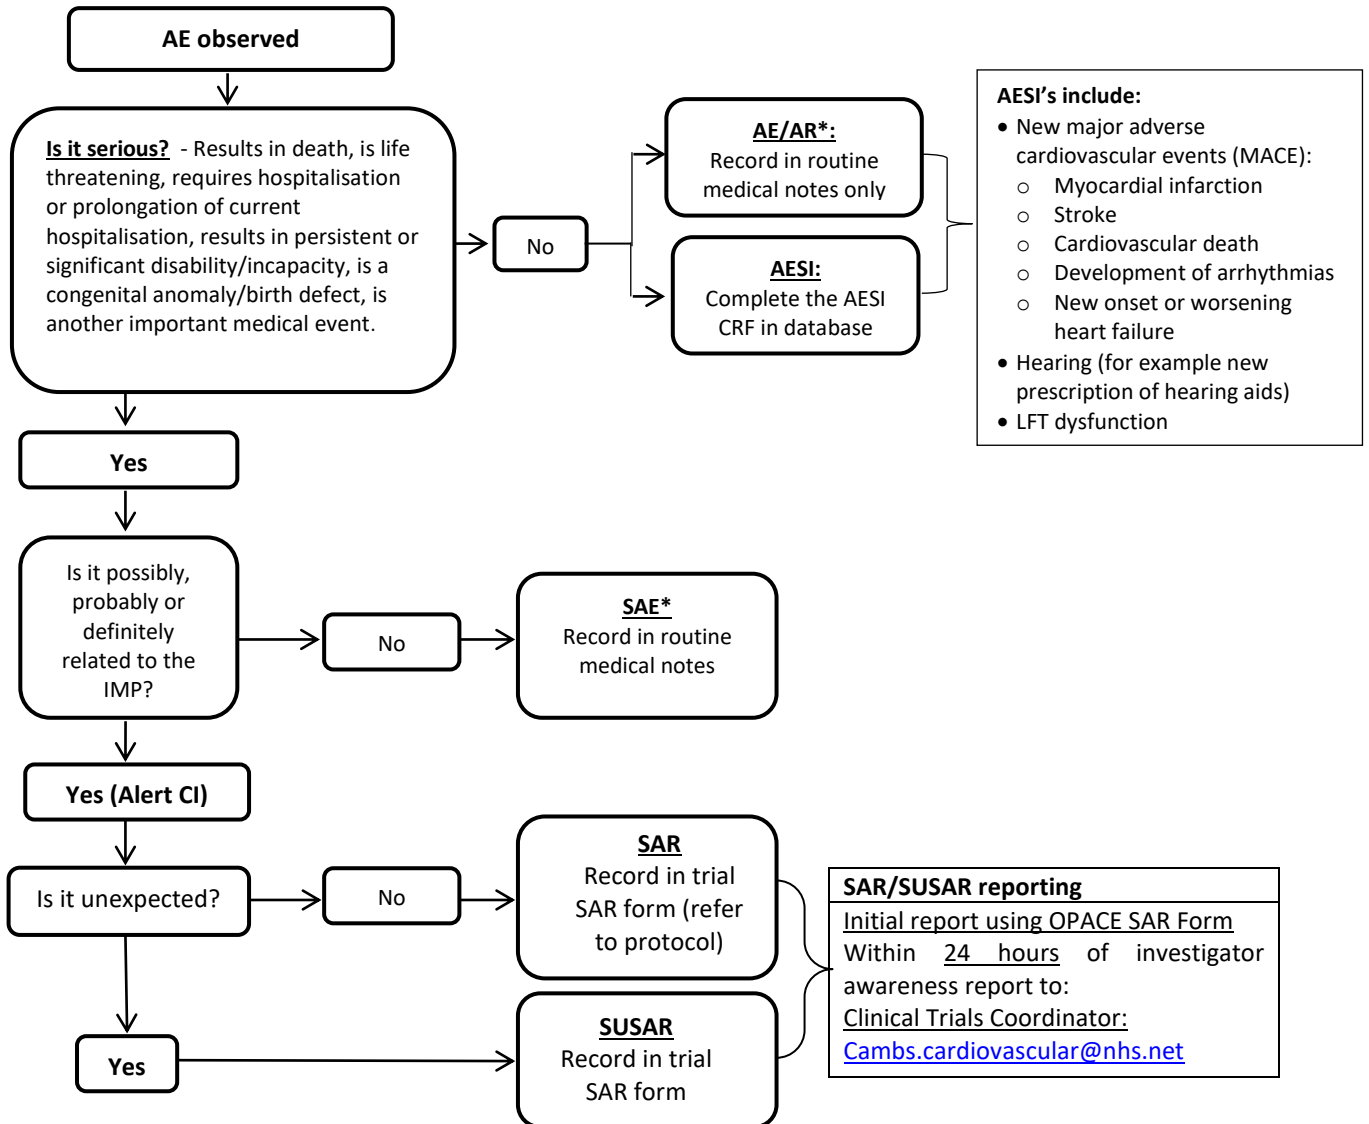 AE observed
Is it serious? - Results in death, is life
threatening, requires hospitalisation
or prolongation of current
hospitalisation, results in persistent or
significant disability/incapacity, is a
congenital anomaly/birth defect, is
another important medical event.
No
AE/AR*:
Record in routine
medical notes only
AESI:
Complete the AESI
CRF in database
AESI's include:
• New major adverse
cardiovascular events (MACE):
o Myocardial infarction
o Stroke
o Cardiovascular death
o Development of arrhythmias
o New onset or worsening
heart failure
• Hearing (for example new
prescription of hearing aids)
• LFT dysfunction
Yes
Is it possibly,
probably or
definitely
related to the
IMP?
No
SAE*
Record in routine
medical notes
Yes (Alert CI)
Is it unexpected?
No
SAR
Record in trial
SAR form (refer
to protocol)
Yes
SUSAR
Record in trial
SAR form
SAR/SUSAR reporting
Initial report using OPACE SAR Form
Within 24 hours of investigator
awareness report to:
Clinical Trials Coordinator:
Cambs.cardiovascular@nhs.net